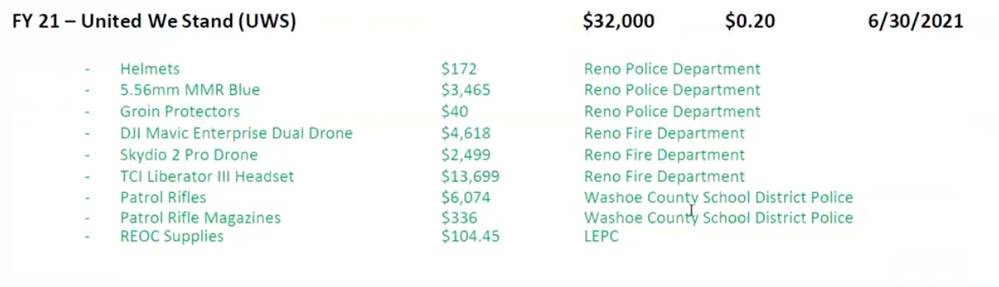 FY 21 – United We Stand (UWS) $32,000 $0.20 6/30/2021
- Helmets $172 Reno Police Department
- 5.56mm MMR Blue $3,465 Reno Police Department
- Groin Protectors $40 Reno Police Department
- DJI Mavic Enterprise Dual Drone $4,618 Reno Fire Department
- Skydio 2 Pro Drone $2,499 Reno Fire Department
- TCI Liberator III Headset $13,699 Reno Fire Department
- Patrol Rifles $6,074 Washoe County School District Police
- Patrol Rifle Magazines $336 Washoe County School District Police
- REOC Supplies $104.45 LEPC